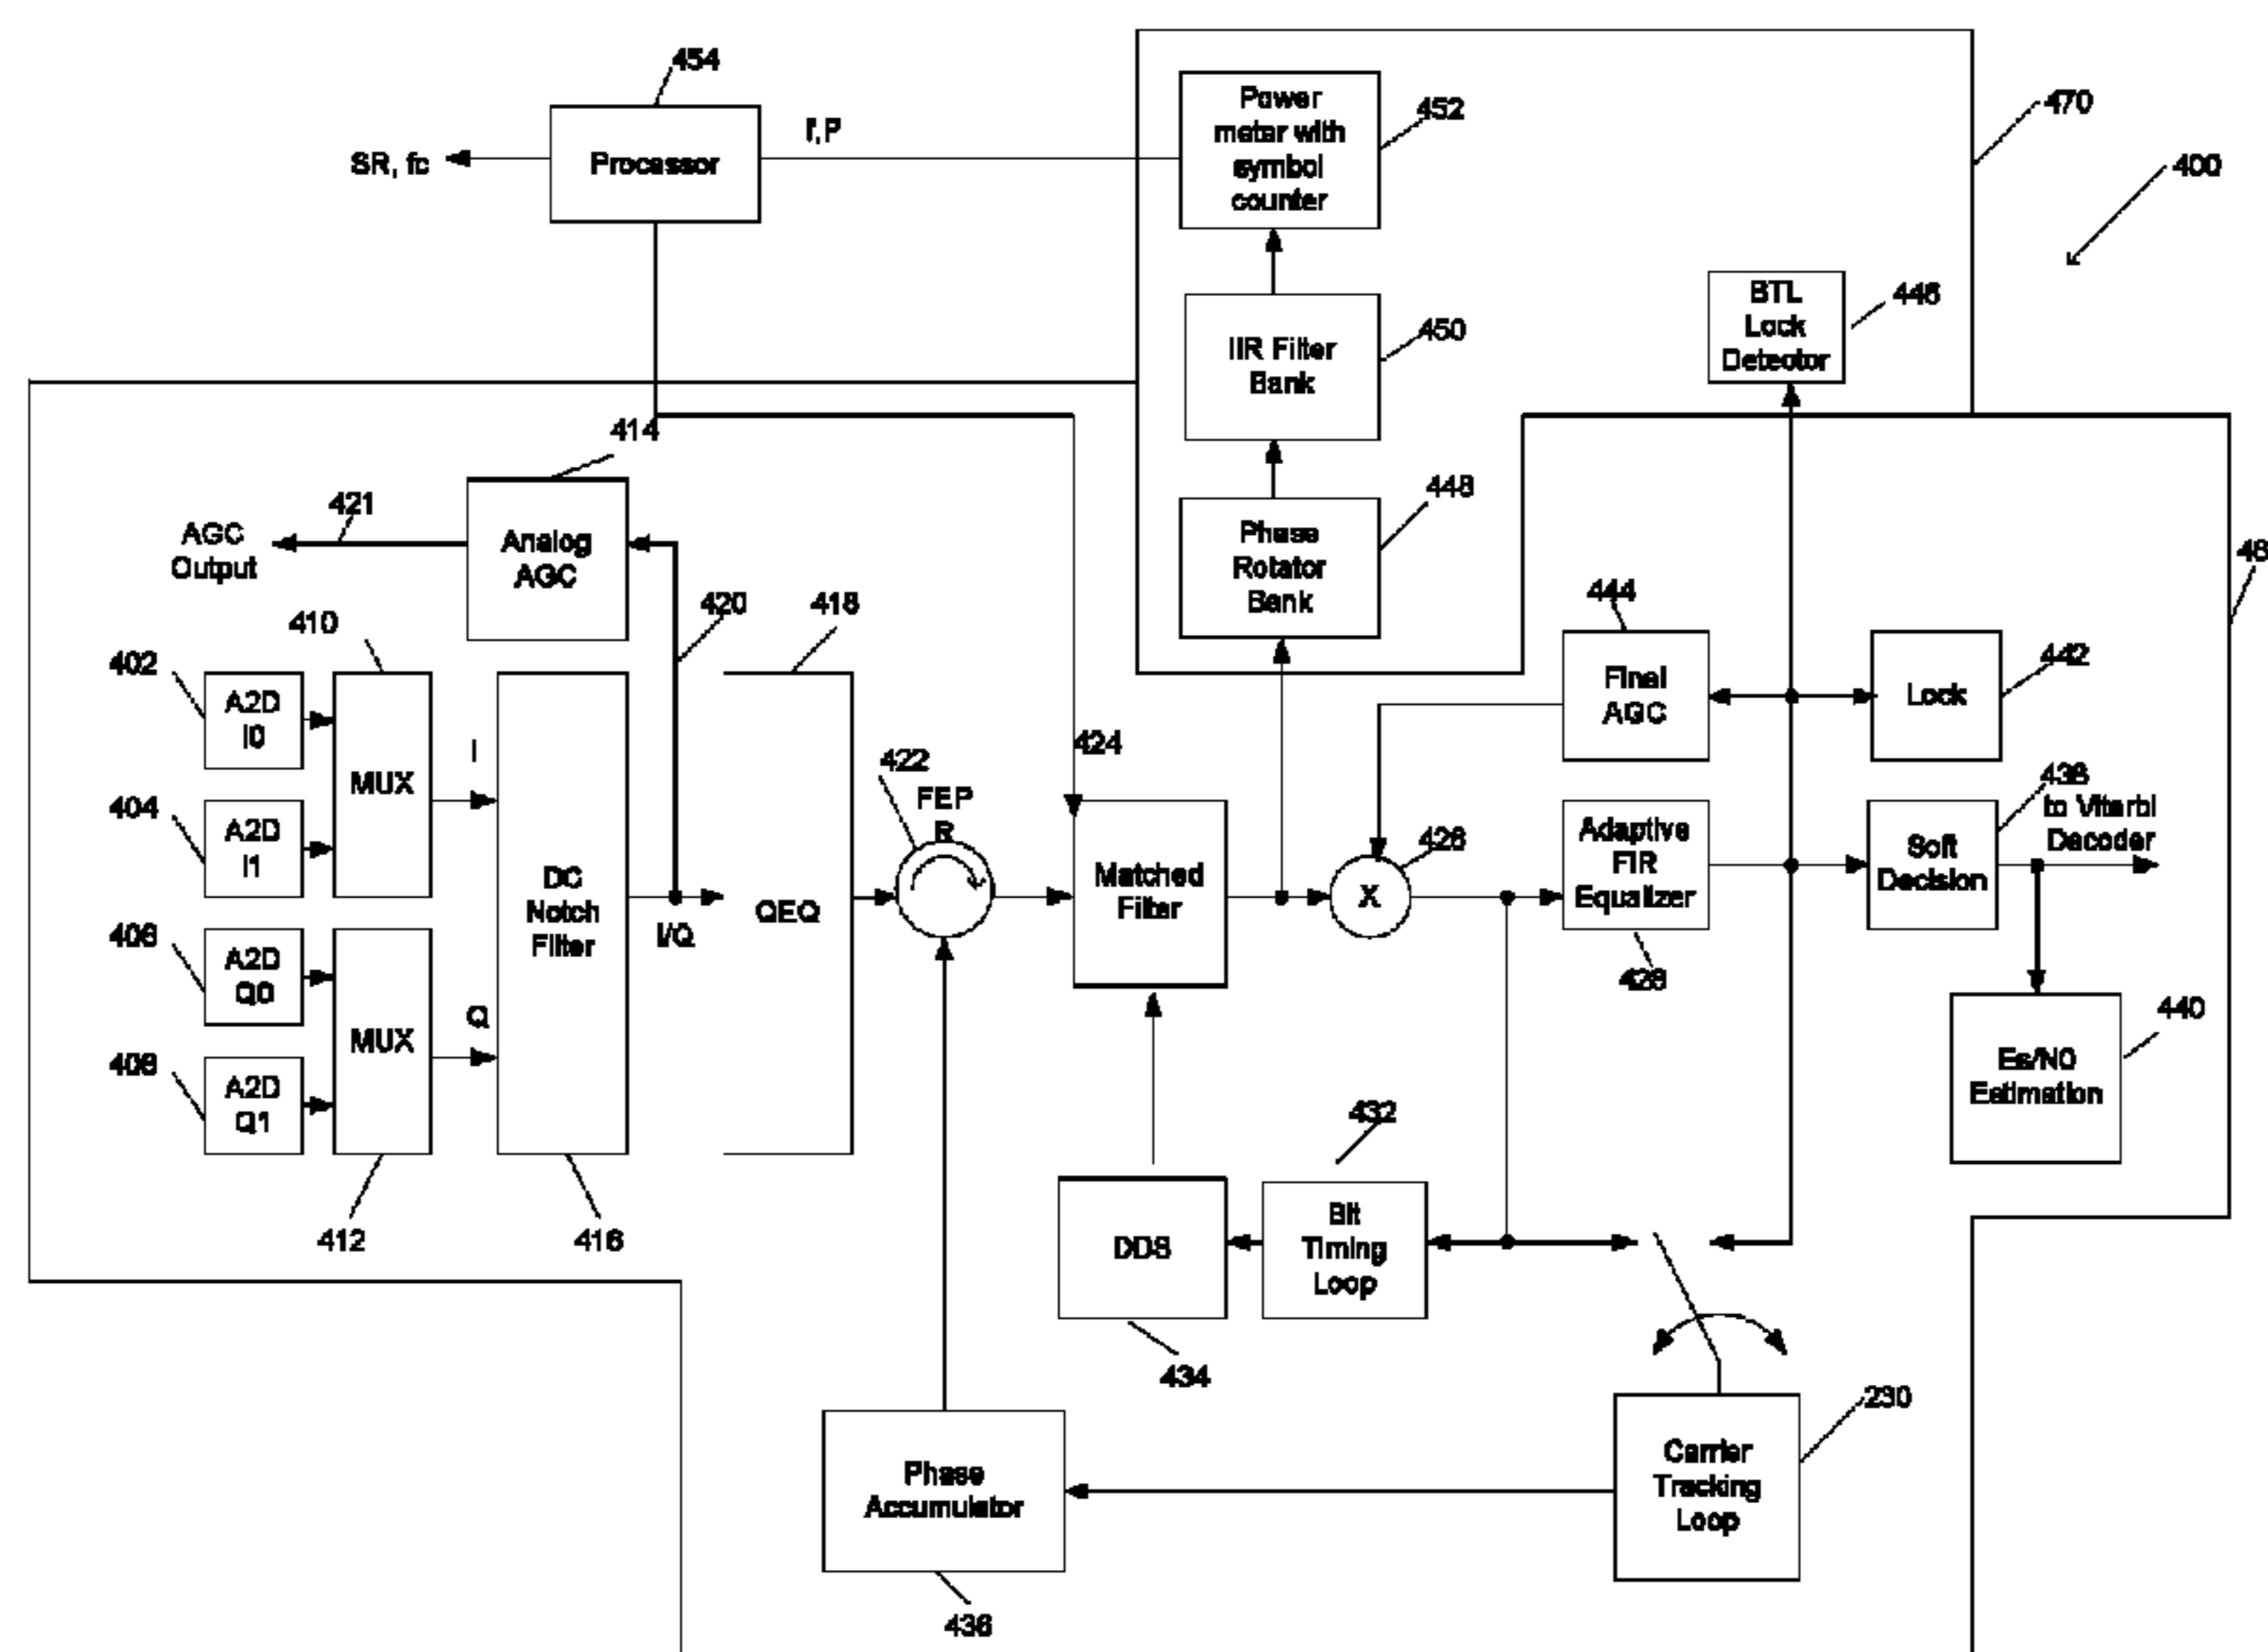 454
Processor
I',P
SR, fc
Power
meter with
symbol
counter
452
470
400
IIR Filter
Bank
450
BTL
Lock
Detector
446
414
Analog
AGC
421
AGC
Output
420
Phase
Rotator
Bank
448
48
410
418
444
Final
AGC
442
Lock
402
A2D
I0
MUX
I
404
A2D
I1
406
A2D
Q0
408
A2D
Q1
MUX
Q
412
DC
Notch
Filter
416
I/Q
QEQ
422
FEP
R
424
Matched
Filter
X
426
Adaptive
FIR
Equalizer
428
Soft
Decision
438
to Viterbi
Decoder
Es/N0
Estimation
440
432
Bit
Timing
Loop
DDS
434
230
Carrier
Tracking
Loop
Phase
Accumulator
436